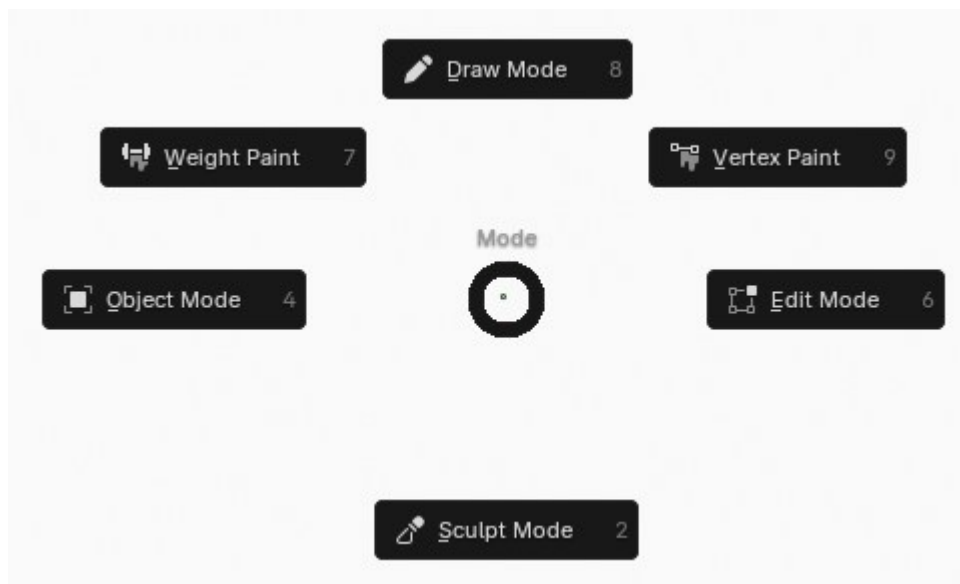 Draw Mode 8
Weight Paint 7
Vertex Paint 9
Mode
Object Mode 4
Edit Mode 6
Sculpt Mode 2